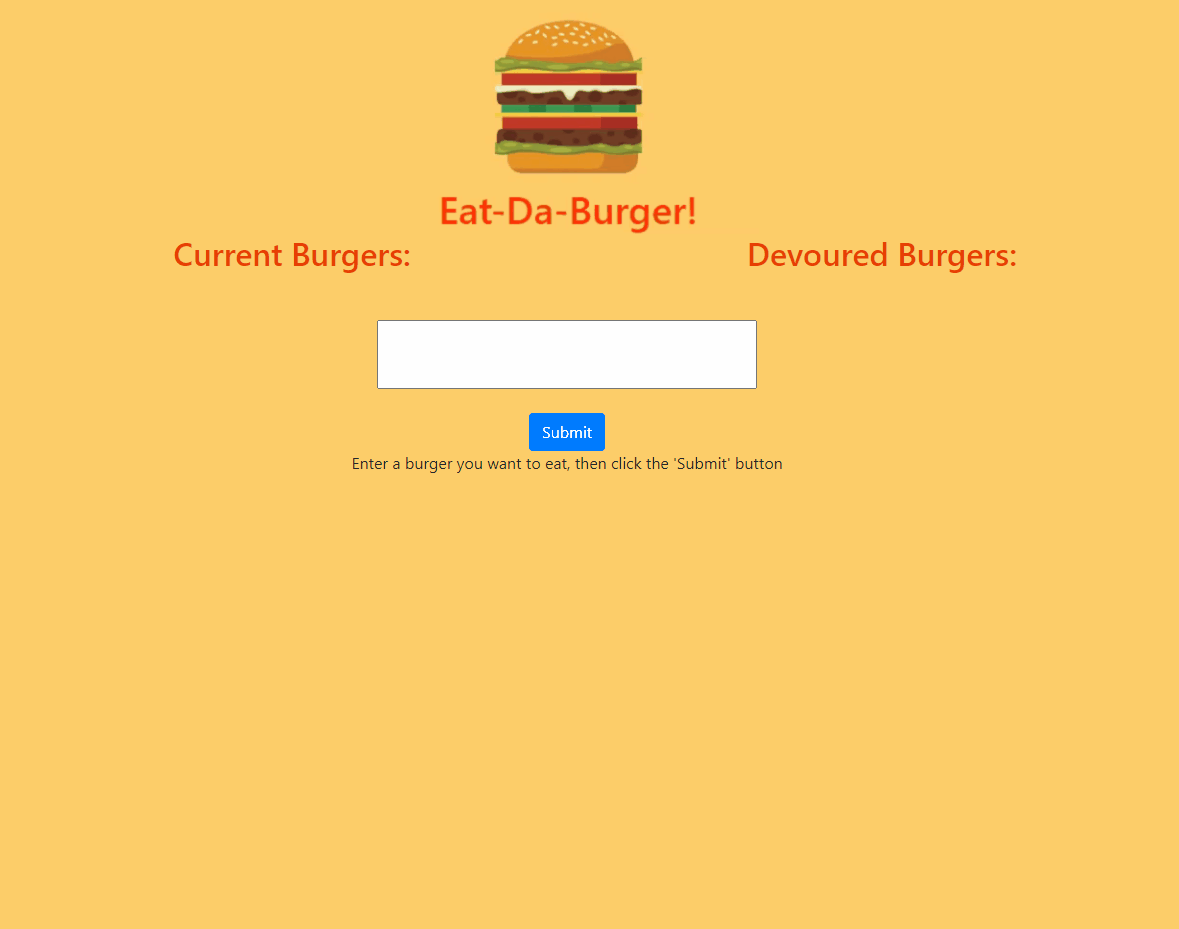 Eat-Da-Burger!
Current Burgers:
Devoured Burgers:
Submit
Enter a burger you want to eat, then click the 'Submit' button